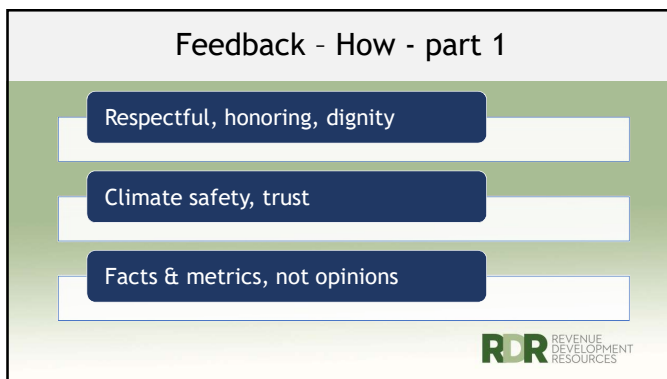 Feedback – How - part 1
Respectful, honoring, dignity
Climate safety, trust
Facts & metrics, not opinions
RDR
REVENUE
DEVELOPMENT
RESOURCES